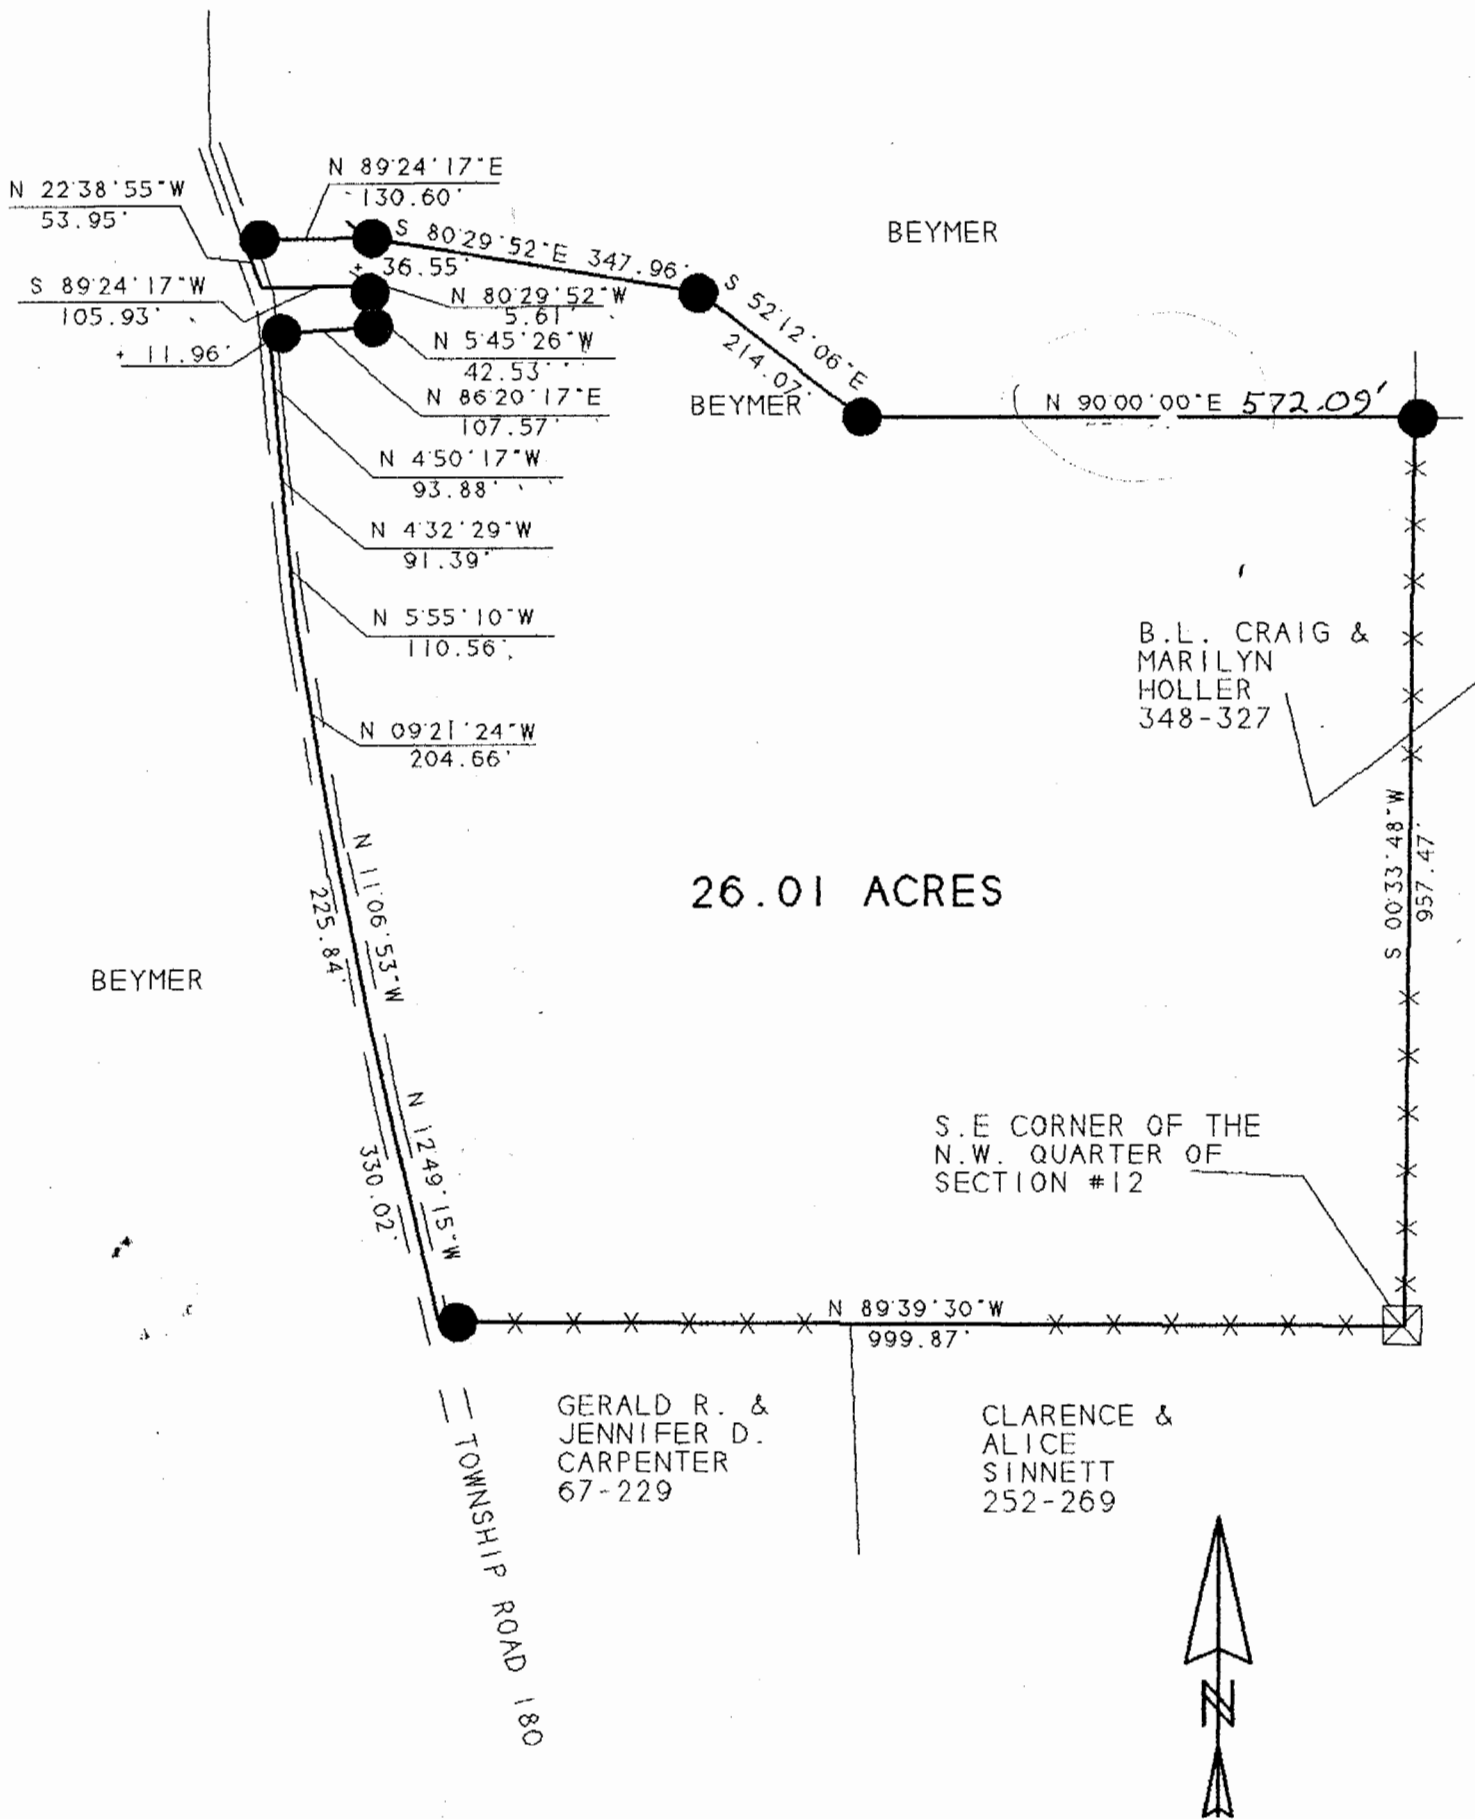 N 89°24'17"E
130.60'
N 22°38'55"W
53.95'
S 80°29'52"E 347.96'
BEYMER
+ 36.55'
S 89°24'17"W
105.93'
N 80°29'52"W
5.61'
S 52°12'06"E
214.07'
+ 11.96'
N 5°45'26"W
42.53'
N 86°20'17"E
107.57'
BEYMER
N 90°00'00"E 572.09'
N 4°50'17"W
93.88'
N 4°32'29"W
91.39'
N 5°55'10"W
110.56'
B.L. CRAIG &
MARILYN
HOLLER
348-327
N 09°21'24"W
204.66'
S 00°33'48"W
957.47'
N 11°06'53"W
225.84'
26.01 ACRES
BEYMER
N 12°49'15"W
330.02'
S.E CORNER OF THE
N.W. QUARTER OF
SECTION #12
N 89°39'30"W
999.87'
GERALD R. &
JENNIFER D.
CARPENTER
67-229
CLARENCE &
ALICE
SINNETT
252-269
TOWNSHIP ROAD 180
N